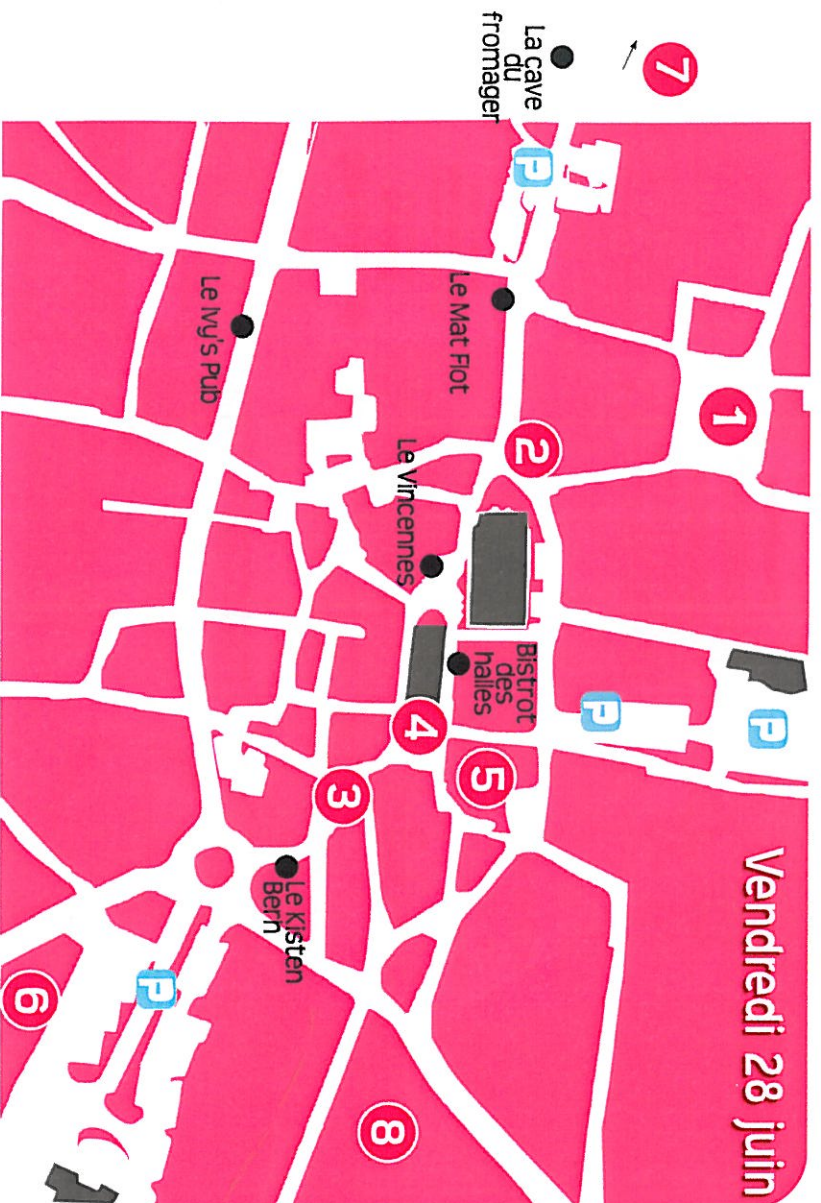 Vendredi 28 juin
P
1
7
P
2
P
La cave
du
fromager
Bistrot
des
halles
5
Le Mat Flot
4
Le Vincennes
8
3
Le Kisten
Berh
Le Ivy's Pub
P
6